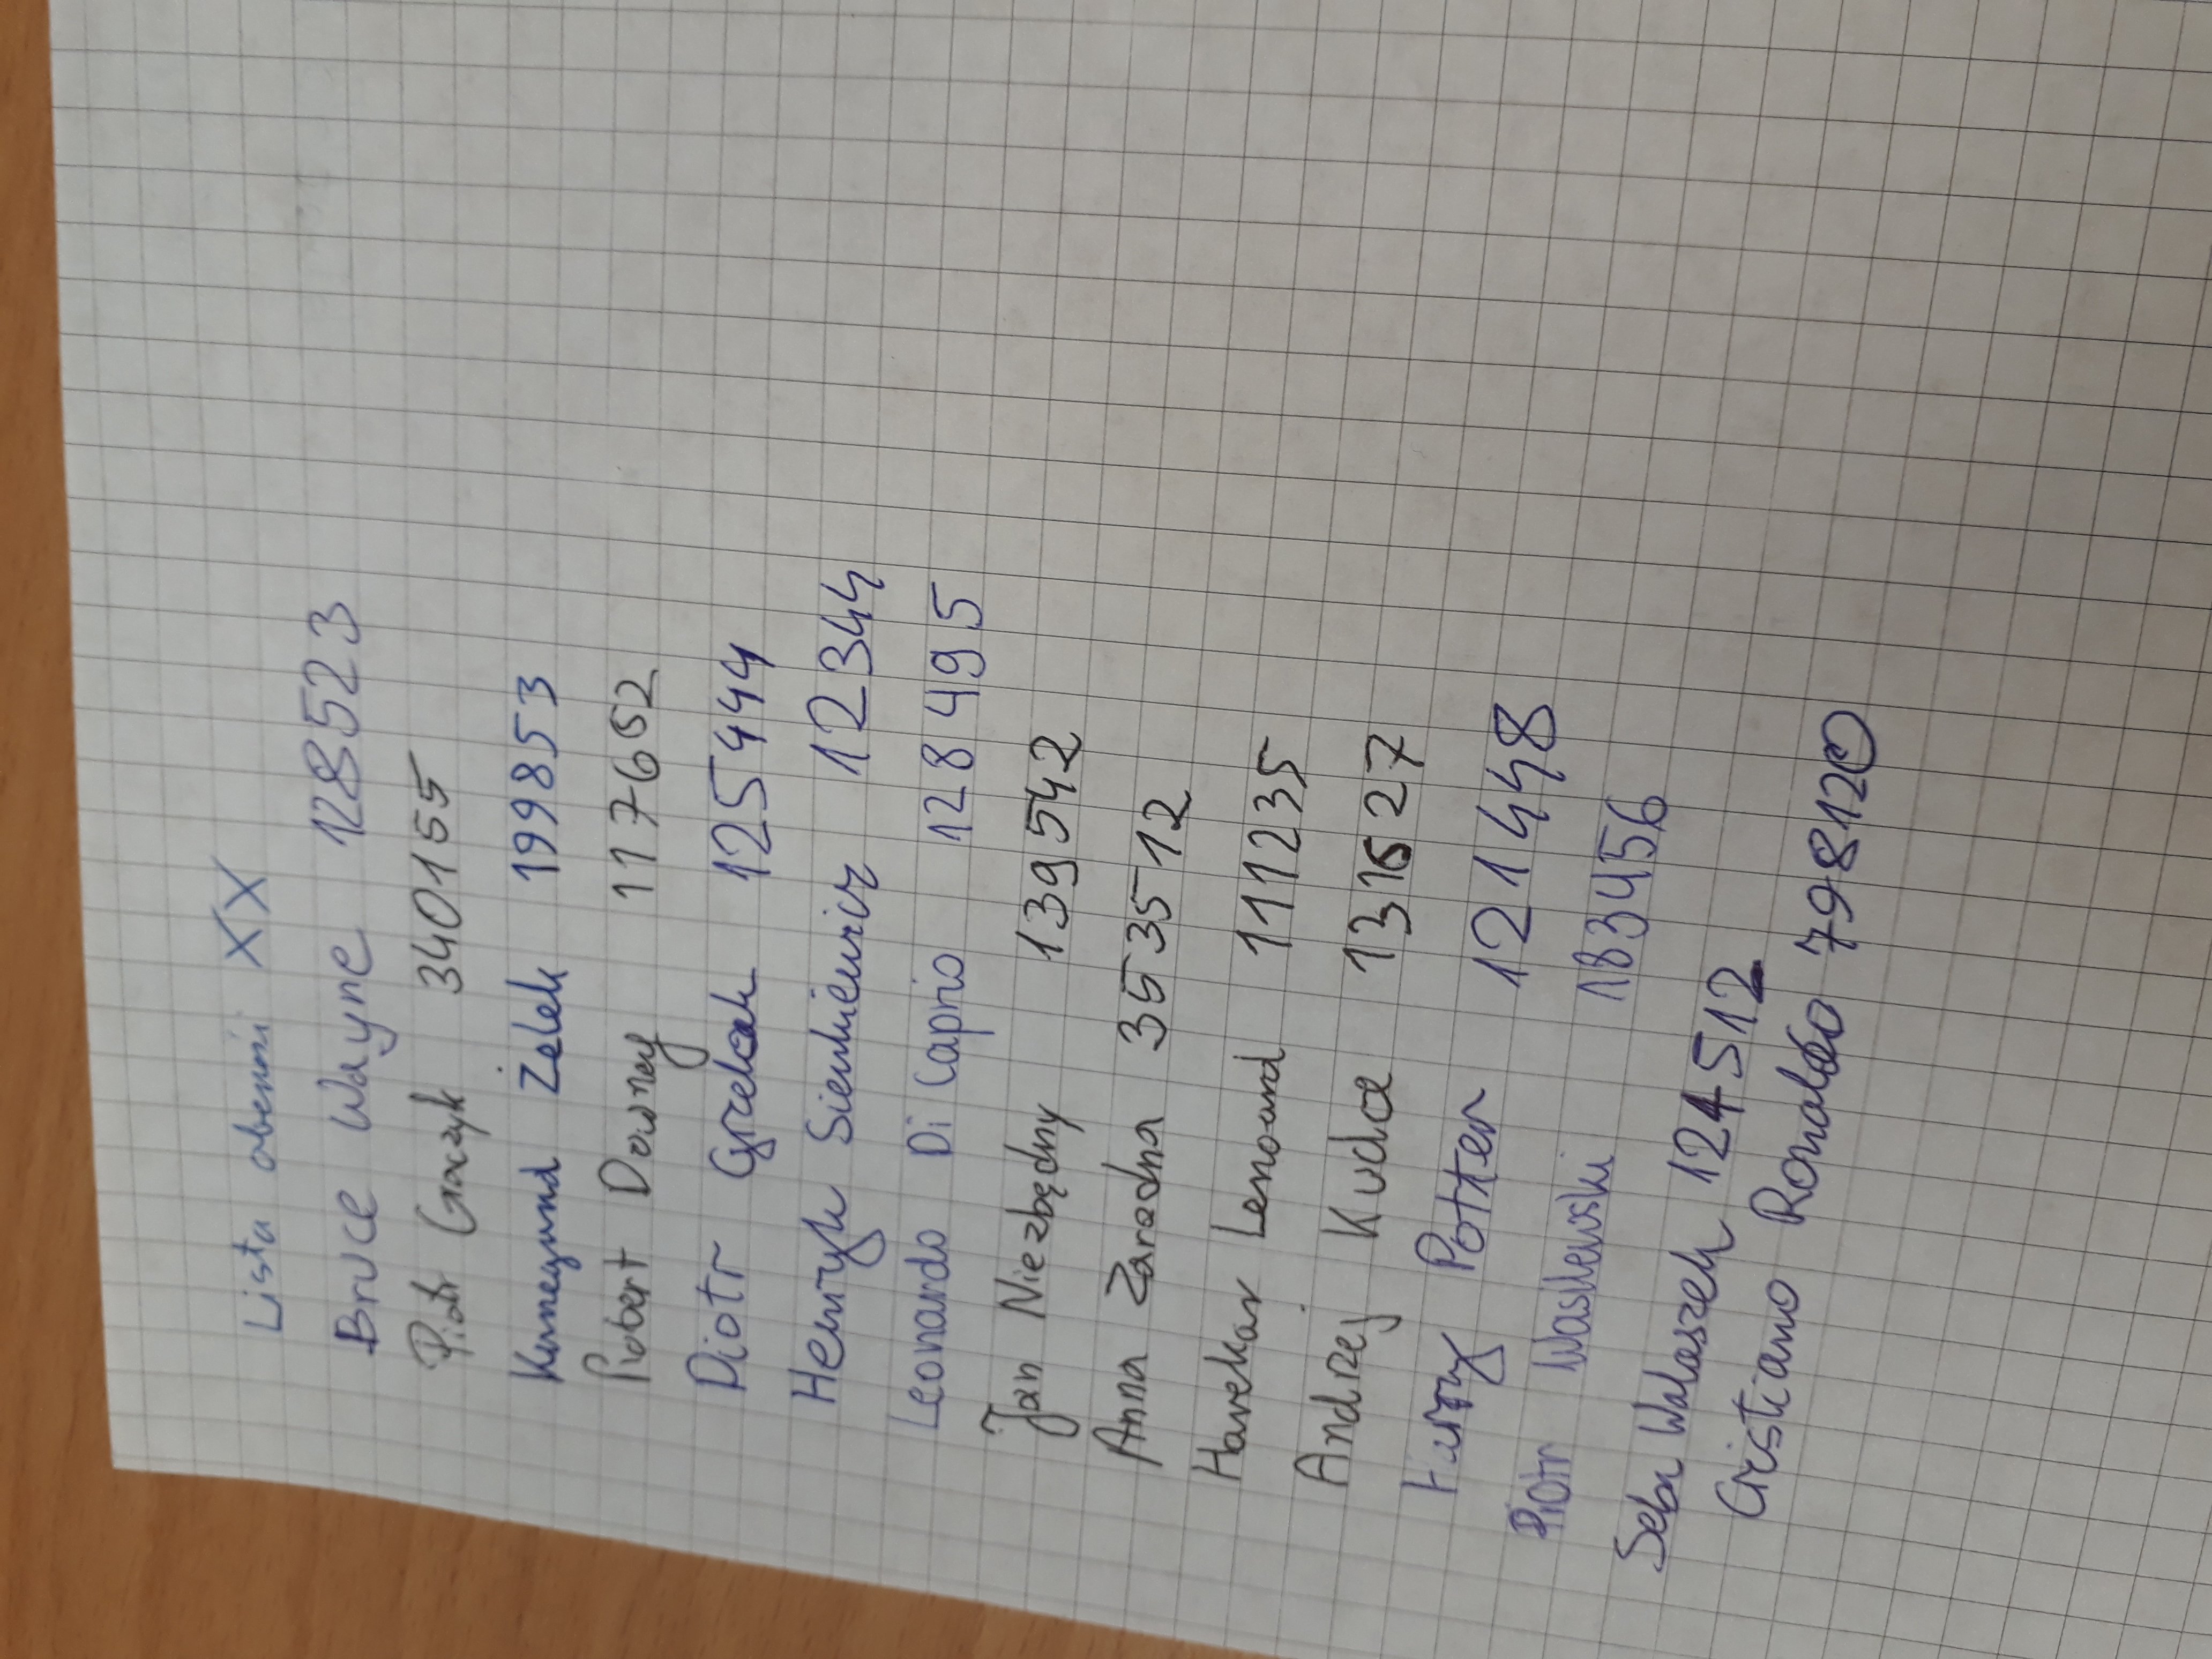 Lista obecności XX
Bruce Wayne 128523
Piotr Graczyk 340155
Kunegund Żelek 199853
Robert Downey 117652
Piotr Grzelak 125444
Henryk Sienkiewicz 12344
Leonardo Di Caprio 128495
Jan Niezbędny 139542
Anna Zaradna 353512
Harekar Lenoard 111235
Andrzej 131627
Harry Potter 121448
Piotr Wasilewski 183456
Seba Walaszek 124512
Cristiano Ronaldo 798120